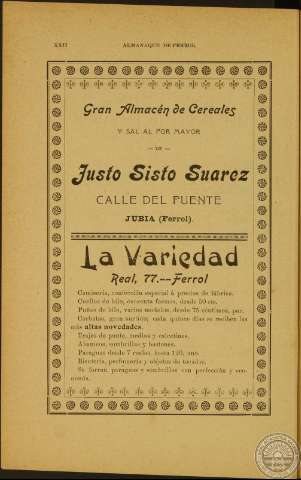 XXII
ALMANAQUE DE FERROL
Gran Almacén de Cereales
Y SAL AL POR MAYOR
— DE —
Justo Sisto Suarez
CALLE DEL PUENTE
JUBIA (Ferrol).
La Variedad
Real, 77.--Ferrol
Camisería, confección especial á precios de fábrica.
Cuellos de hilo, cuarenta formas, desde 50 cts.
Puños de hilo, varios modelos, desde 75 céntimos, par.
Corbatas, gran surtido; cada quince días se reciben las
más altas novedades.
Trajes de punto, medias y calcetines.
Abanicos, sombrillas y bastones.
Paraguas desde 7 reales hasta 120, uno.
Bisutería, perfumería y objetos de tocador.
Se forran paraguas y sombrillas con perfección y eco-
nomía.